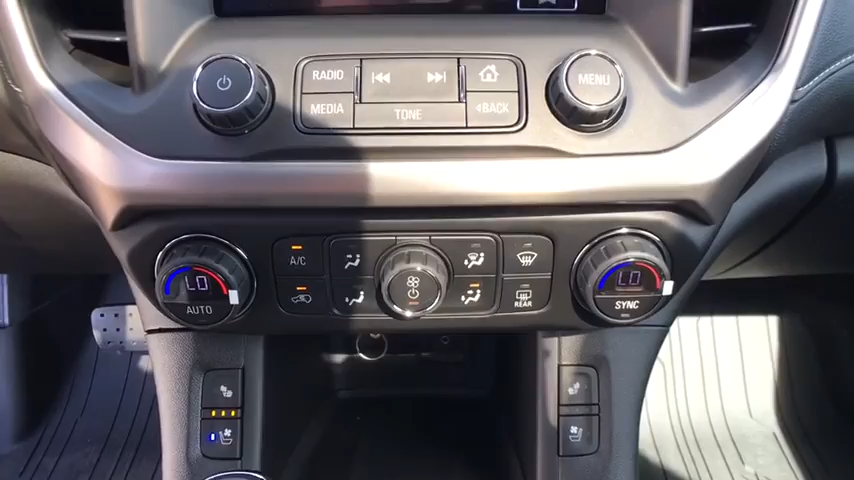 RADIO
MENU
MEDIA
TONE
BACK
A/C
LO
AUTO
LO
SYNC
REAR